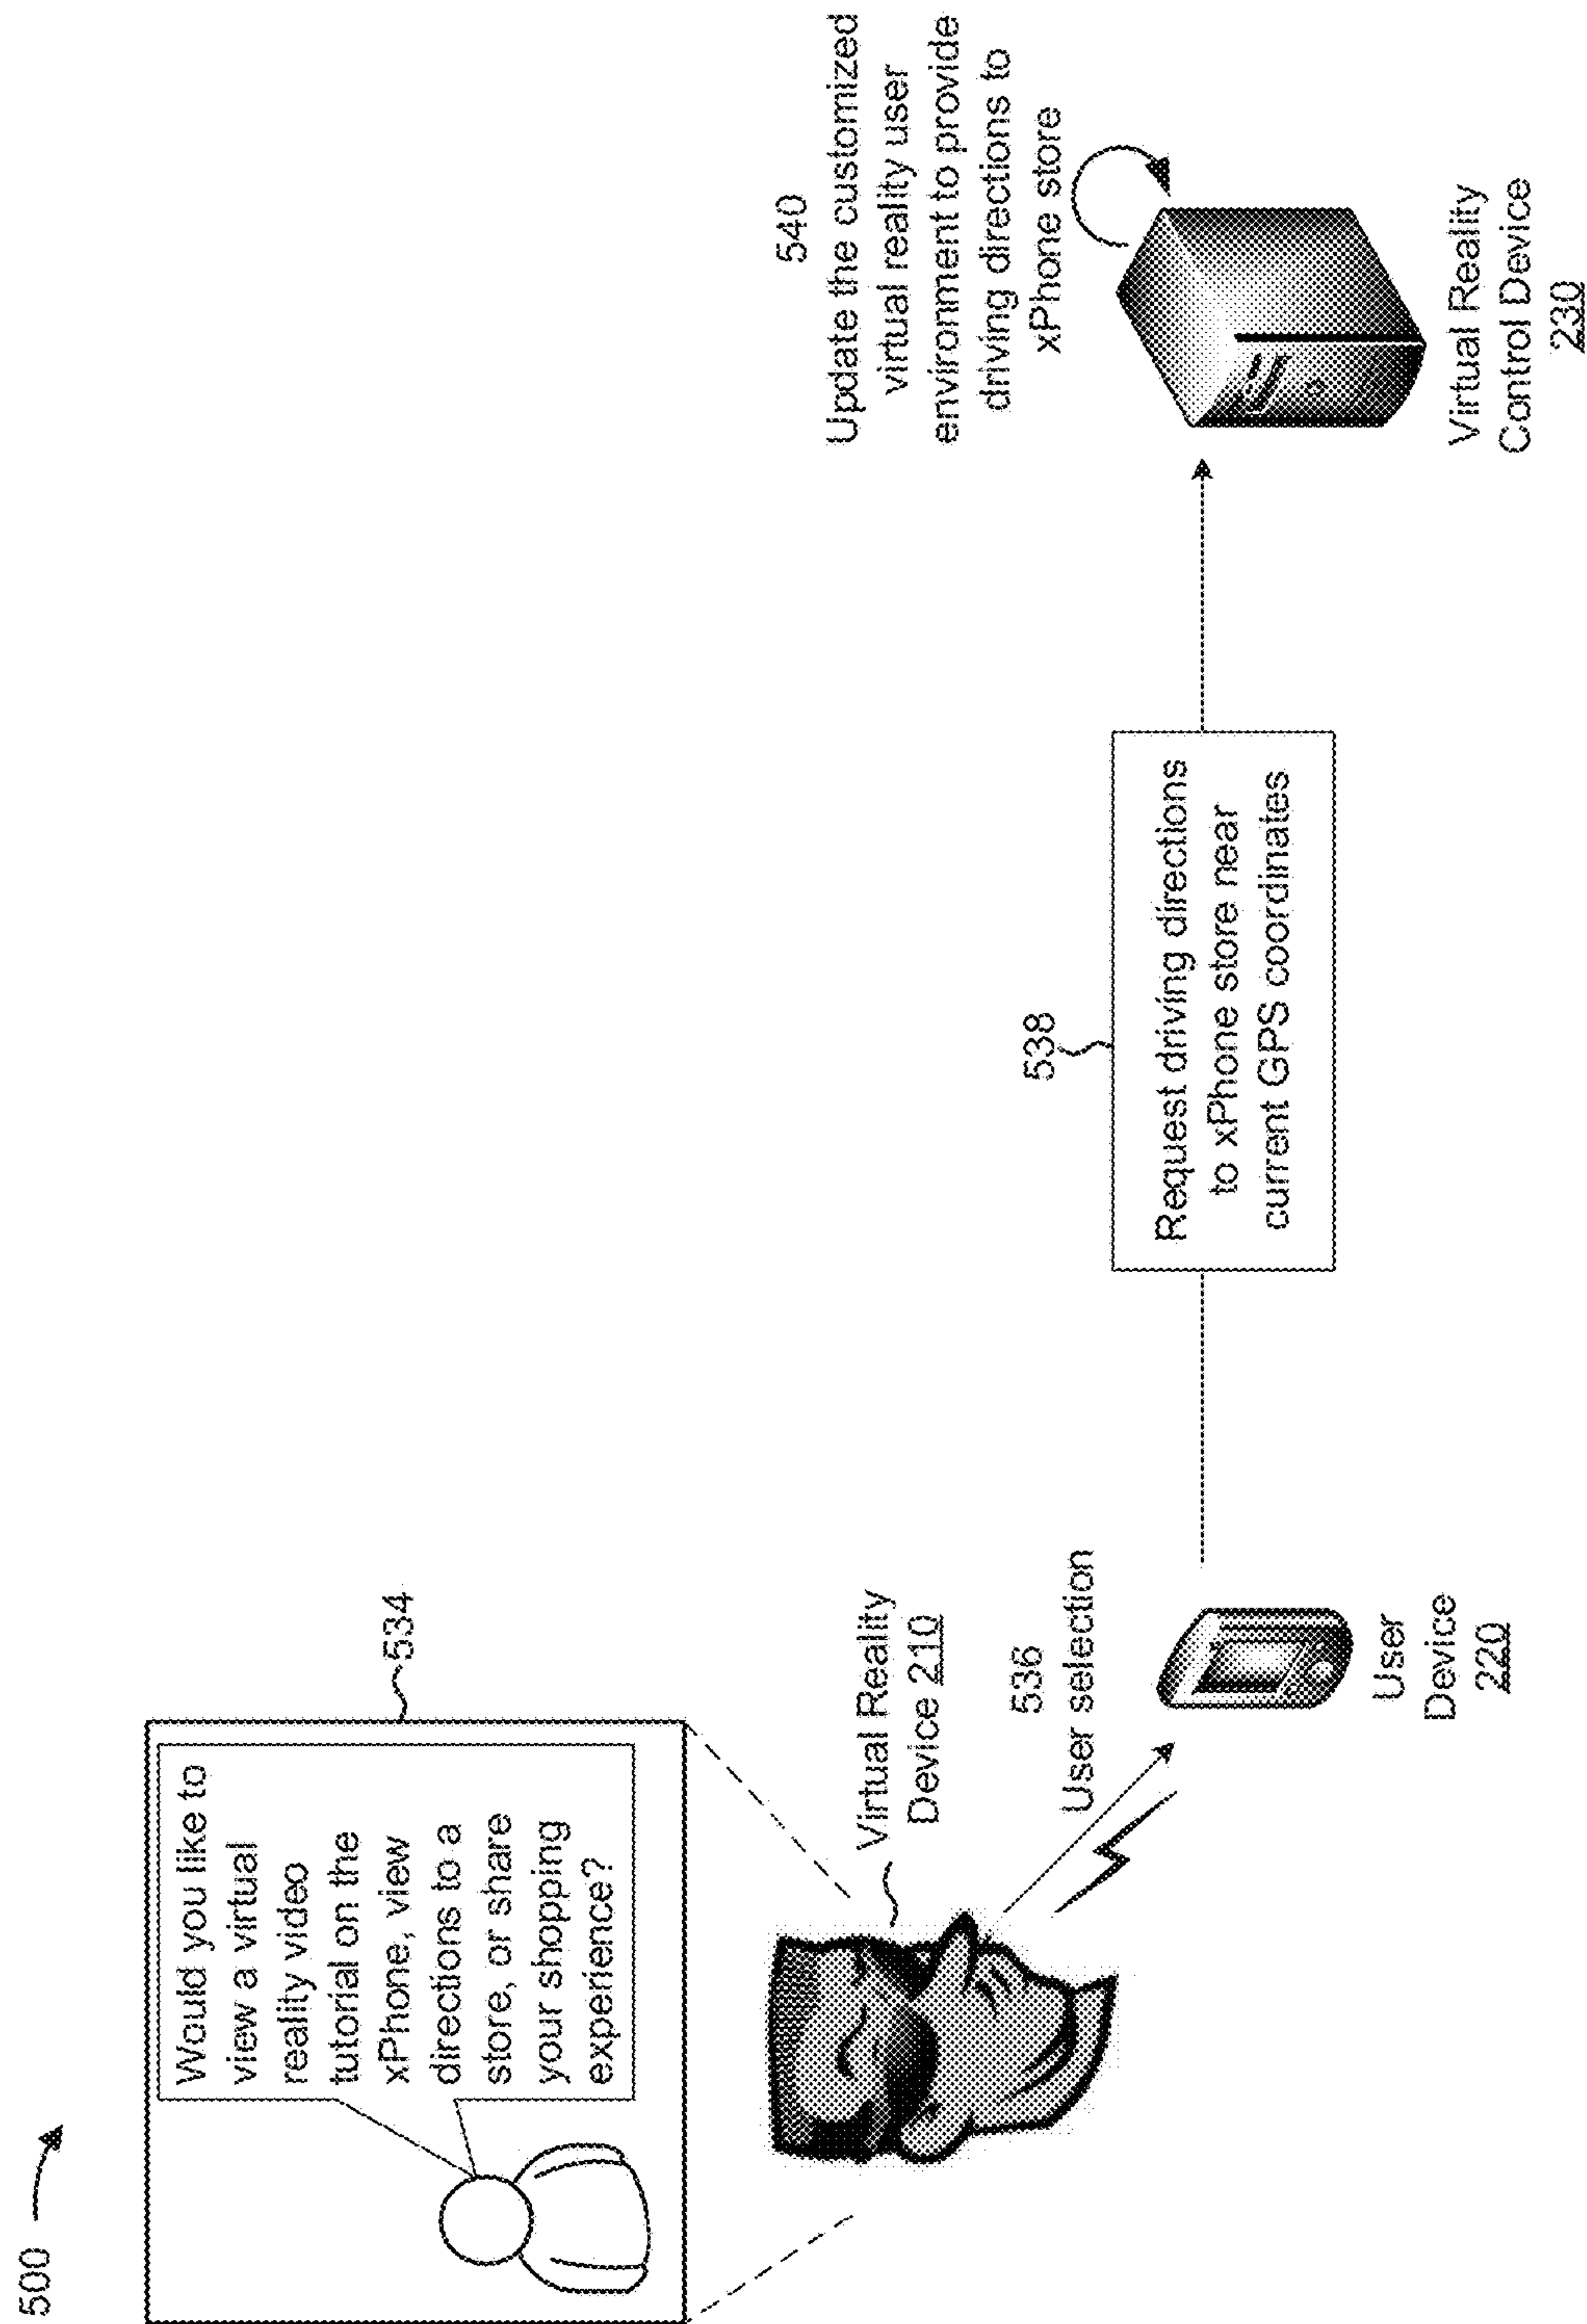 500
Would you like to
view a virtual
reality video
tutorial on the
xPhone, view
directions to a
store, or share
your shopping
experience?
534
Virtual Reality
Device 210
536
User selection
User
Device
220
538
Request driving directions
to xPhone store near
current GPS coordinates
540
Update the customized
virtual reality user
environment to provide
driving directions to
xPhone store
Virtual Reality
Control Device
230